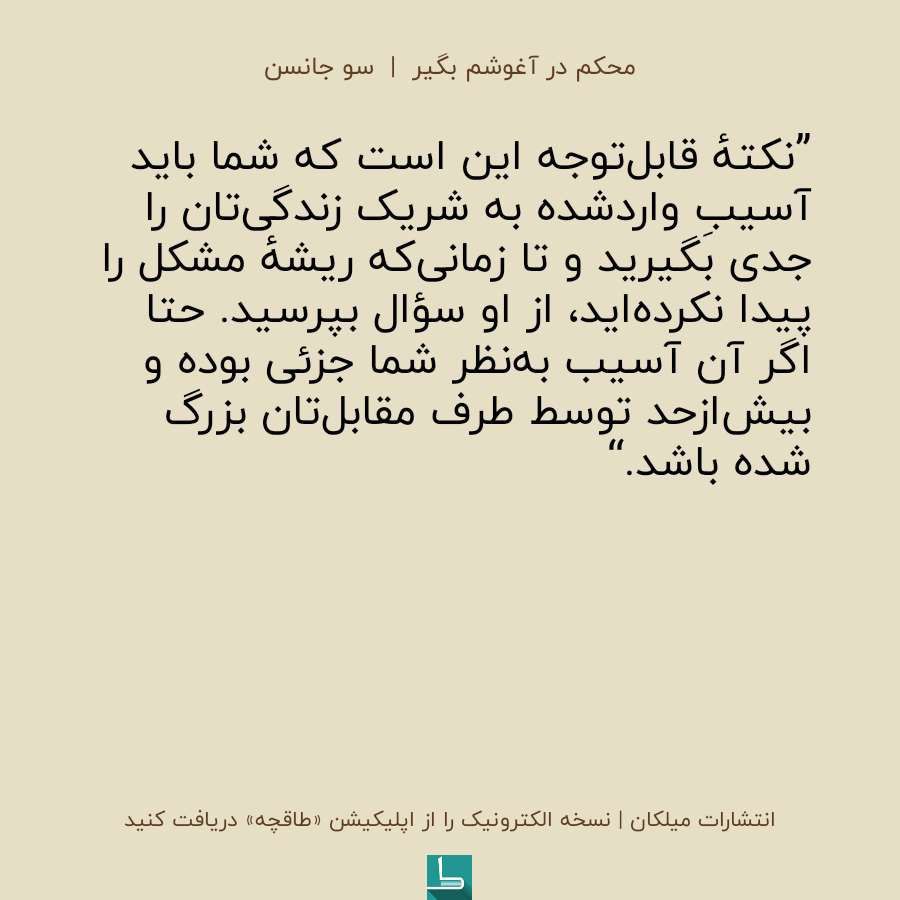 محکم در آغوشم بگیر | سو جانسن
”نکتهٔ قابل‌توجه این است که شما باید
آسیبِ واردشده به شریک زندگی‌تان را
جدی بَگیرید و تا زمانی‌که ریشهٔ مشکل را
پیدا نکرده‌اید، از او سؤال بپرسید. حتا
اگر آن آسیب به‌نظر شما جزئی بوده و
بیش‌ازحد توسط طرف مقابل‌تان بزرگ
شده باشد.“
انتشارات میلکان | نسخه الکترونیک را از اپلیکیشن «طاقچه» دریافت کنید